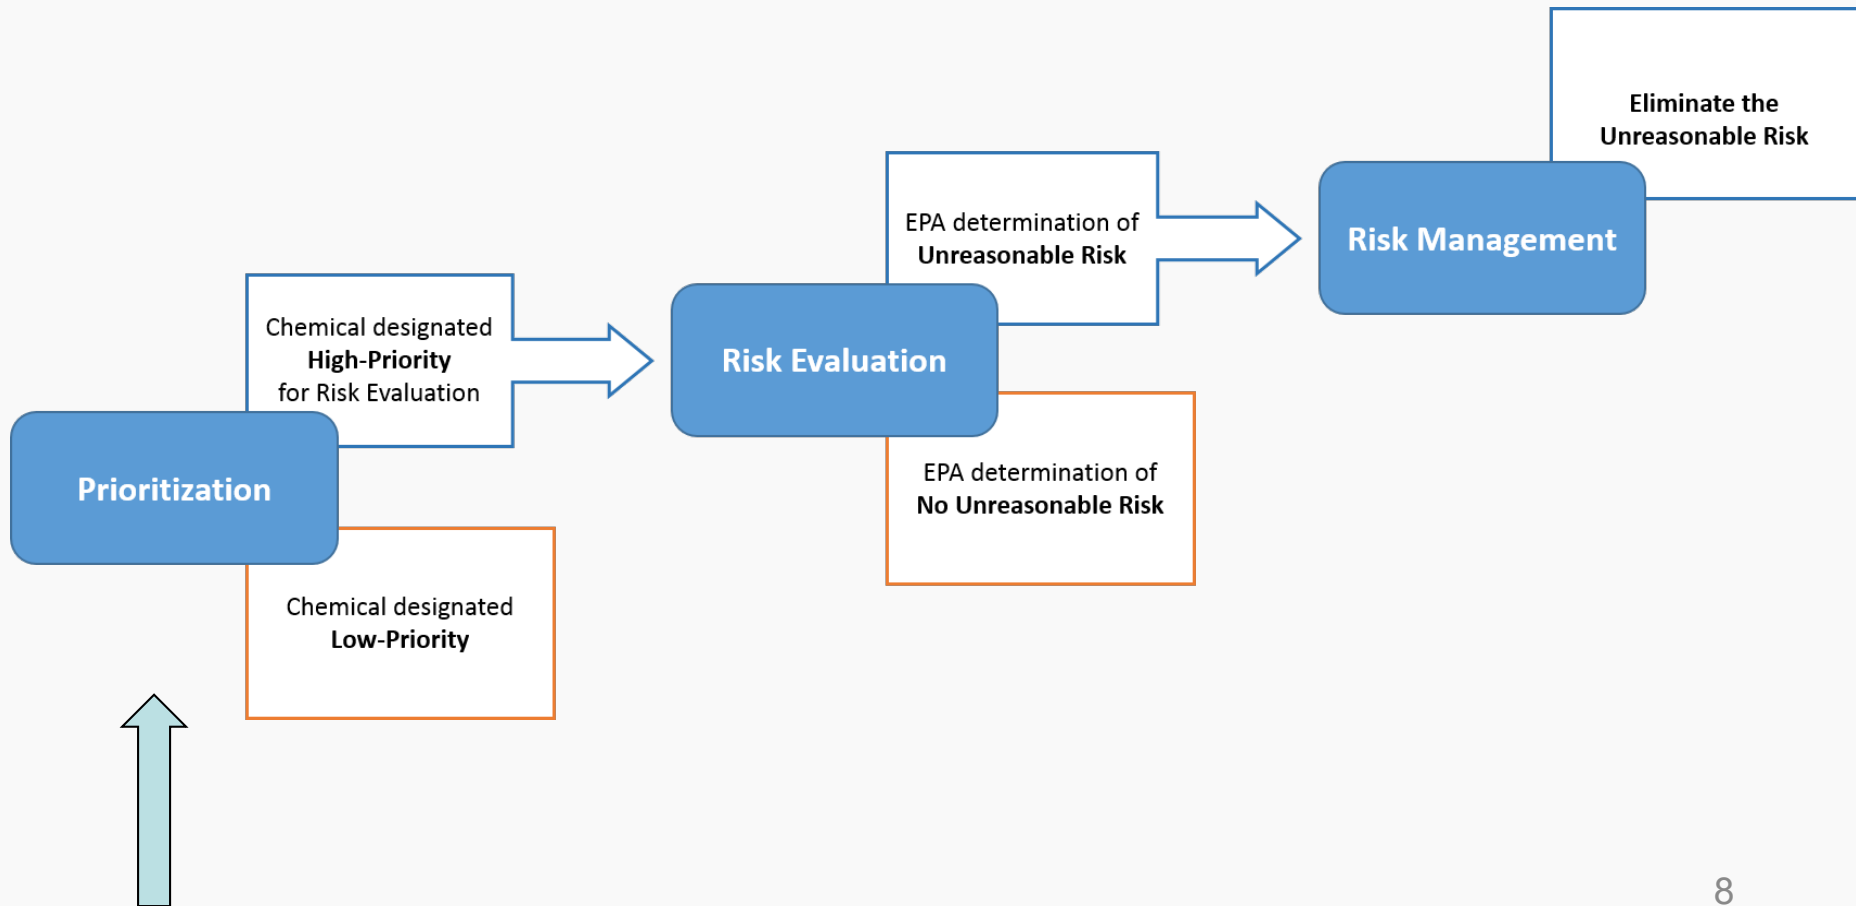 Prioritization
Chemical designated
High-Priority
for Risk Evaluation
Chemical designated
Low-Priority
Risk Evaluation
EPA determination of
Unreasonable Risk
EPA determination of
No Unreasonable Risk
Risk Management
Eliminate the
Unreasonable Risk
8